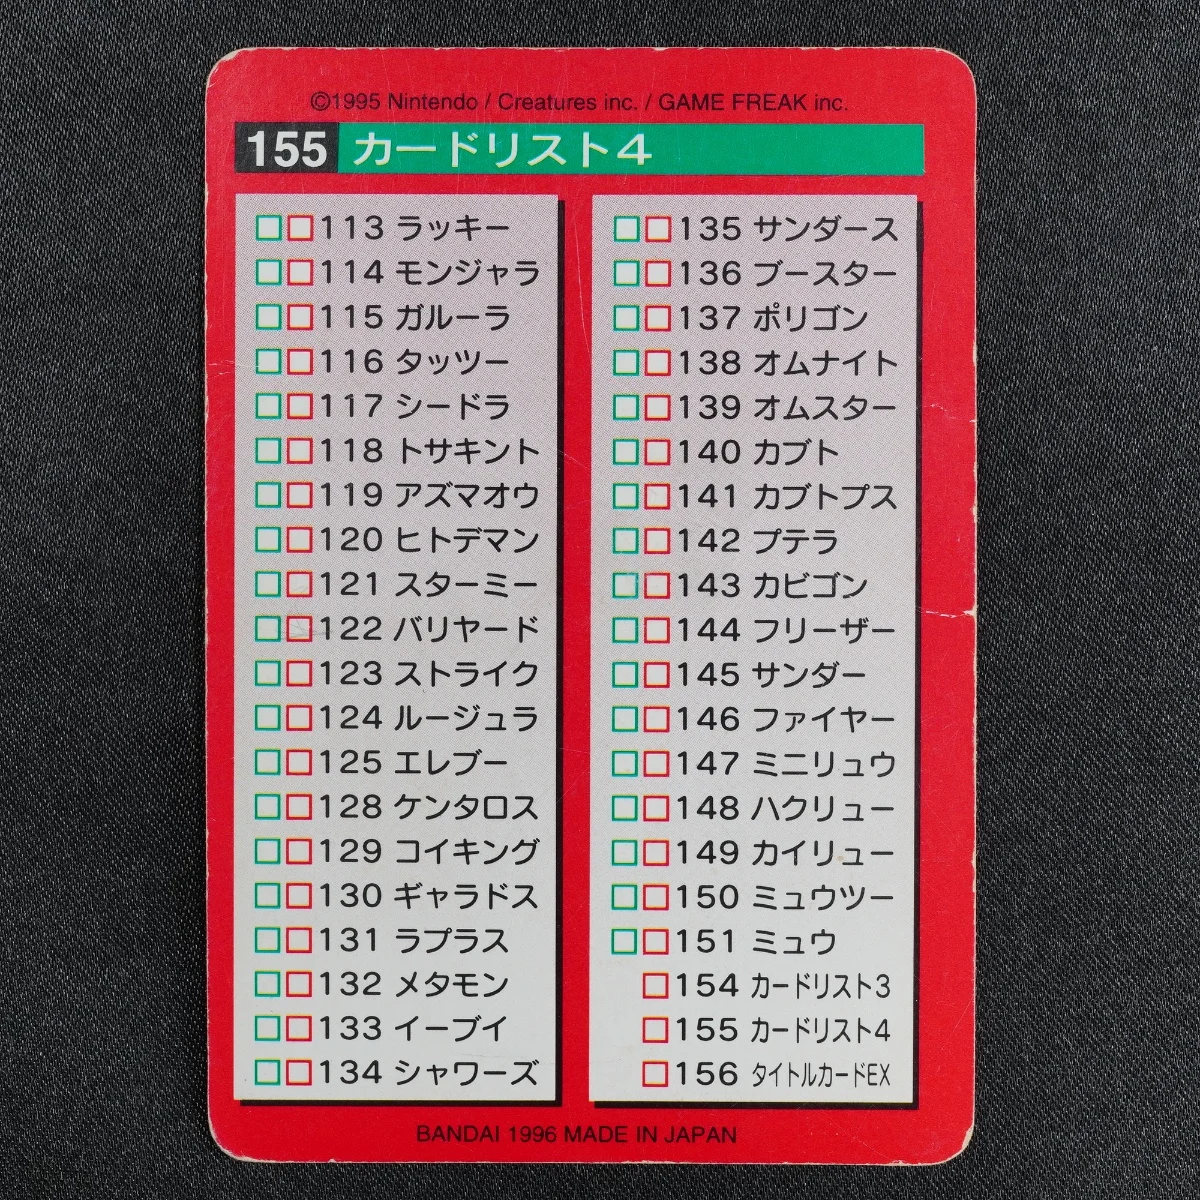 ©1995 Nintendo / Creatures inc. / GAME FREAK inc.
155 カードリスト4
113 ラッキー
114 モンジャラ
115 ガルーラ
116 タッツー
117 シードラ
118 トサキント
119 アズマオウ
120 ヒトデマン
121 スターミー
122 バリヤード
123 ストライク
124 ルージュラ
125 エレブー
128 ケンタロス
129 コイキング
130 ギャラドス
131 ラプラス
132 メタモン
133 イーブイ
134 シャワーズ
135 サンダース
136 ブースター
137 ポリゴン
138 オムナイト
139 オムスター
140 カブト
141 カブトプス
142 プテラ
143 カビゴン
144 フリーザー
145 サンダー
146 ファイヤー
147 ミニリュウ
148 ハクリュー
149 カイリュー
150 ミュウツー
151 ミュウ
154 カードリスト3
155 カードリスト4
156 タイトルカードEX
BANDAI 1996 MADE IN JAPAN